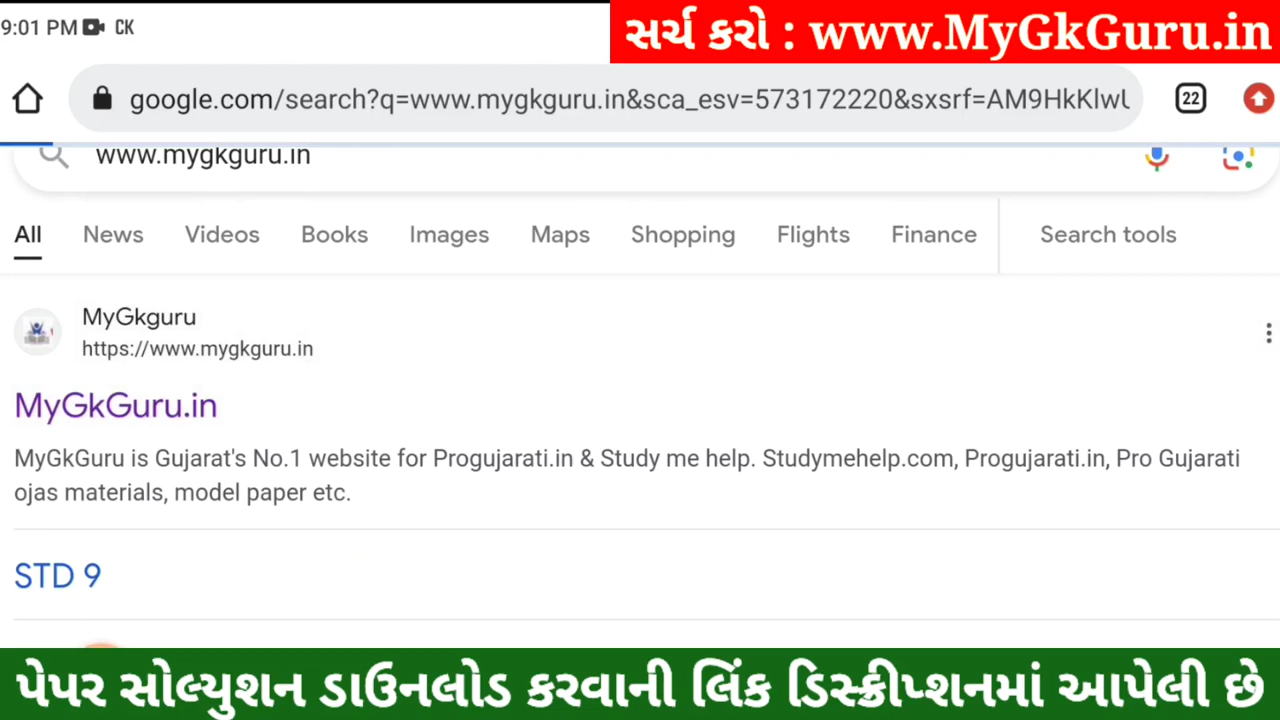 9:01 PM CK
સર્ચ કરો : www.MyGkGuru.in
google.com/search?q=www.mygkguru.in&sca_esv=573172220&sxsrf=AM9HkKlwU
22
www.mygkguru.in
All News Videos Books Images Maps Shopping Flights Finance Search tools
MyGkguru
https://www.mygkguru.in
MyGkGuru.in
MyGkGuru is Gujarat's No.1 website for Progujarati.in & Study me help. Studymehelp.com, Progujarati.in, Pro Gujarati
ojas materials, model paper etc.
STD 9
પેપર સોલ્યુશન ડાઉનલોડ કરવાની લિંક ડિસ્ક્રીપ્શનમાં આપેલી છે